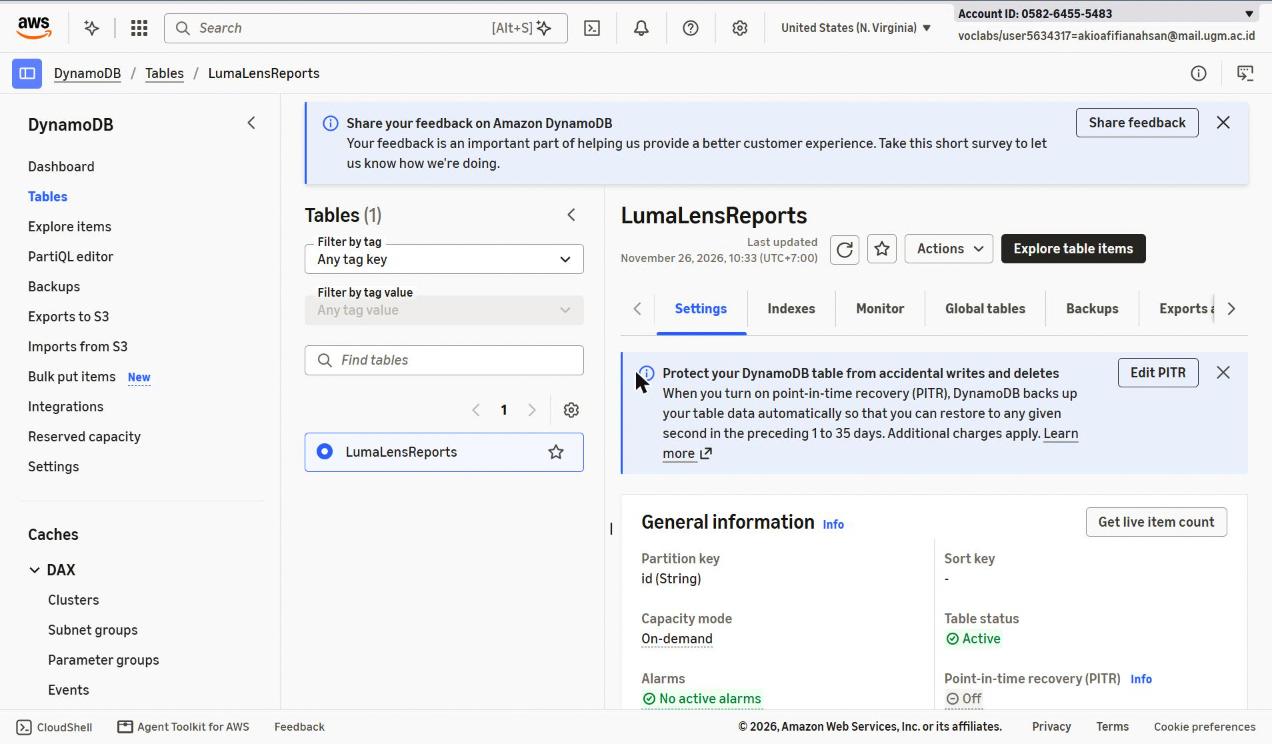 aws
Search
[Alt+S]
United States (N. Virginia)
Account ID: 0582-6455-5483
voclabs/user5634317=akioafifianahsan@mail.ugm.ac.id
DynamoDB / Tables / LumaLensReports
DynamoDB
Dashboard
Tables
Explore items
PartiQL editor
Backups
Exports to S3
Imports from S3
Bulk put items New
Integrations
Reserved capacity
Settings
Caches
DAX
Clusters
Subnet groups
Parameter groups
Events
Share your feedback on Amazon DynamoDB
Your feedback is an important part of helping us provide a better customer experience. Take this short survey to let
us know how we're doing.
Share feedback
Tables (1)
Filter by tag
Any tag key
Filter by tag value
Any tag value
Find tables
1
LumaLensReports
LumaLensReports
Last updated
November 26, 2026, 10:33 (UTC+7:00)
Actions
Explore table items
Settings
Indexes
Monitor
Global tables
Backups
Exports
Protect your DynamoDB table from accidental writes and deletes
When you turn on point-in-time recovery (PITR), DynamoDB backs up
your table data automatically so that you can restore to any given
second in the preceding 1 to 35 days. Additional charges apply. Learn
more
Edit PITR
General information Info
Get live item count
Partition key
id (String)
Sort key
-
Capacity mode
On-demand
Table status
Active
Alarms
No active alarms
Point-in-time recovery (PITR) Info
Off
CloudShell
Agent Toolkit for AWS
Feedback
© 2026, Amazon Web Services, Inc. or its affiliates.
Privacy
Terms
Cookie preferences